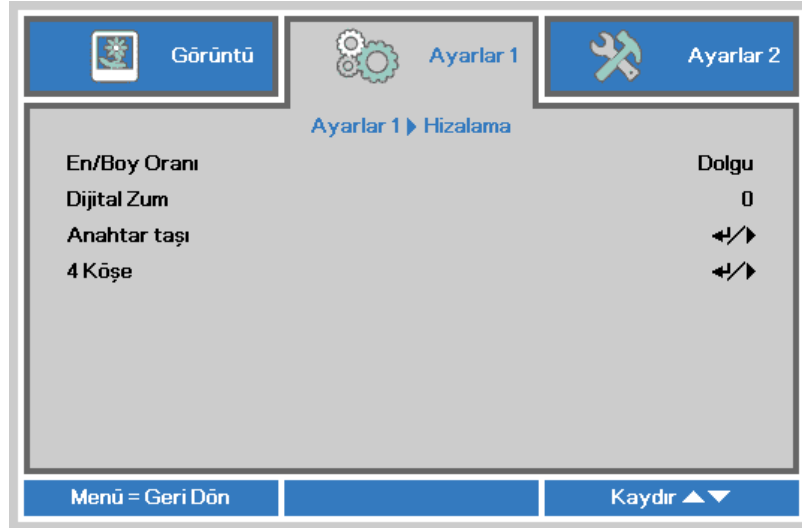 Görüntü
Ayarlar 1
Ayarlar 2
Ayarlar 1 Hizalama
En/Boy Oranı Dolgu
Dijital Zum 0
Anahtar taşı /
4 Köşe /
Menü = Geri Dön
Kaydır